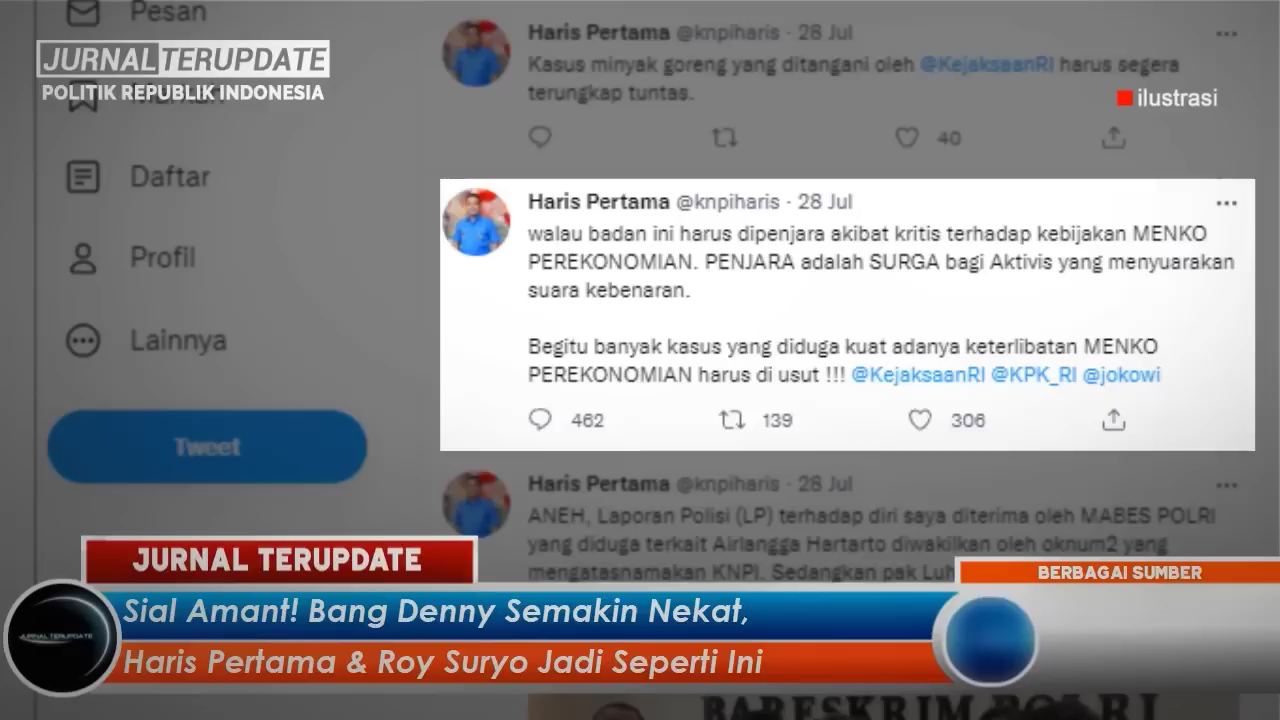 Pesan
JURNAL TERUPDATE
POLITIK REPUBLIK INDONESIA
Daftar
Profil
Lainnya
Tweet
Haris Pertama @knpiharis · 28 Jul
Kasus minyak goreng yang ditangani oleh @KejaksaanRI harus segera
terungkap tuntas.
40
ilustrasi
Haris Pertama @knpiharis · 28 Jul
walau badan ini harus dipenjara akibat kritis terhadap kebijakan MENKO
PEREKONOMIAN. PENJARA adalah SURGA bagi Aktivis yang menyuarakan
suara kebenaran.
Begitu banyak kasus yang diduga kuat adanya keterlibatan MENKO
PEREKONOMIAN harus di usut !!! @KejaksaanRI @KPK_RI @jokowi
462 139 306
Haris Pertama @knpiharis · 28 Jul
ANEH, Laporan Polisi (LP) terhadap diri saya diterima oleh MABES POLRI
yang diduga terkait Airlangga Hartarto diwakilkan oleh oknum2 yang
mengatasnamakan KNPI. Sedangkan pak Luh
JURNAL TERUPDATE
BERBAGAI SUMBER
JURNAL TERUPDATE
Sial Amant! Bang Denny Semakin Nekat,
Haris Pertama & Roy Suryo Jadi Seperti Ini
BARESKRIM POLRI